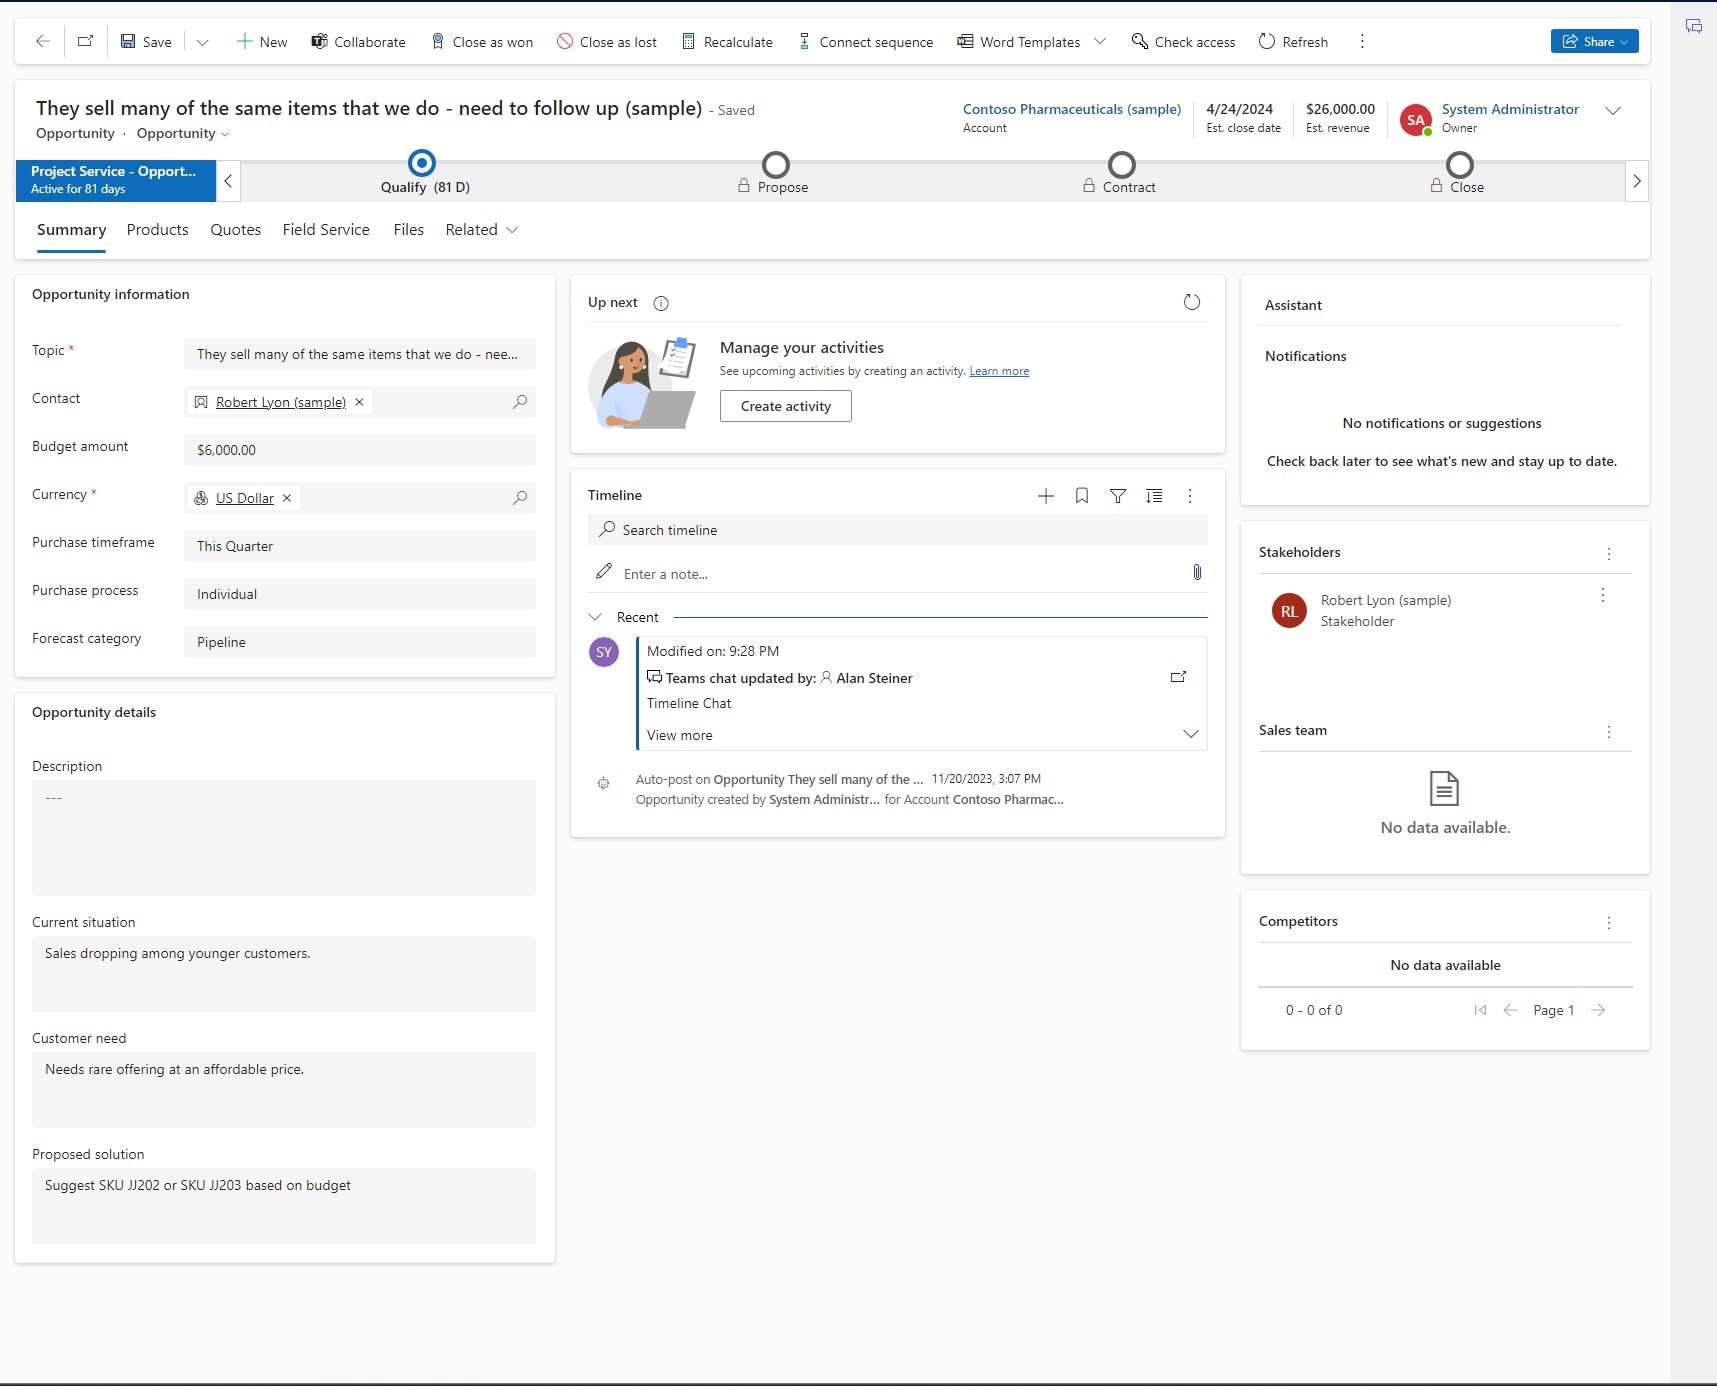 Save
New
Collaborate
Close as won
Close as lost
Recalculate
Connect sequence
Word Templates
Check access
Refresh
Share
They sell many of the same items that we do - need to follow up (sample) - Saved
Opportunity · Opportunity
Contoso Pharmaceuticals (sample)
Account
4/24/2024
Est. close date
$26,000.00
Est. revenue
SA
System Administrator
Owner
Project Service - Opport...
Active for 81 days
Qualify (81 D)
Propose
Contract
Close
Summary
Products
Quotes
Field Service
Files
Related
Opportunity information
Topic *
They sell many of the same items that we do - nee...
Contact
Robert Lyon (sample)
Budget amount
$6,000.00
Currency *
US Dollar
Purchase timeframe
This Quarter
Purchase process
Individual
Forecast category
Pipeline
Opportunity details
Description
---
Current situation
Sales dropping among younger customers.
Customer need
Needs rare offering at an affordable price.
Proposed solution
Suggest SKU JJ202 or SKU JJ203 based on budget
Up next
Manage your activities
See upcoming activities by creating an activity. Learn more
Create activity
Timeline
Search timeline
Enter a note...
Recent
SY
Modified on: 9:28 PM
Teams chat updated by: Alan Steiner
Timeline Chat
View more
Auto-post on Opportunity They sell many of the ... 11/20/2023, 3:07 PM
Opportunity created by System Administr... for Account Contoso Pharmac...
Assistant
Notifications
No notifications or suggestions
Check back later to see what's new and stay up to date.
Stakeholders
RL
Robert Lyon (sample)
Stakeholder
Sales team
No data available.
Competitors
No data available
0 - 0 of 0
Page 1